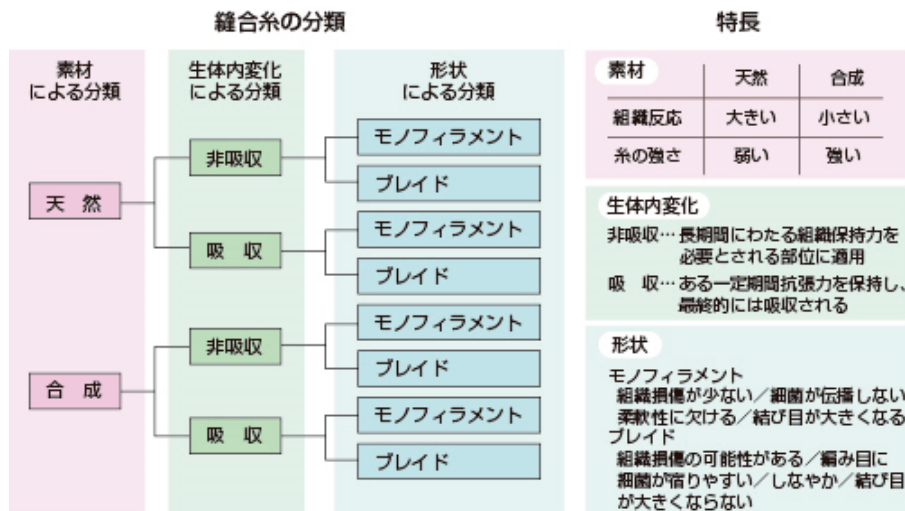 縫合糸の分類
素材
による分類
生体内変化
による分類
形状
による分類
天 然
合 成
非吸収
吸 収
非吸収
吸 収
モノフィラメント
ブレイド
モノフィラメント
ブレイド
モノフィラメント
ブレイド
モノフィラメント
ブレイド
特長
素材 天然 合成
組織反応 大きい 小さい
糸の強さ 弱い 強い
生体内変化
非吸収…長期間にわたる組織保持力を
必要とされる部位に適用
吸 収…ある一定期間抗張力を保持し、
最終的には吸収される
形状
モノフィラメント
組織損傷が少ない／細菌が伝播しない
柔軟性に欠ける／結び目が大きくなる
ブレイド
組織損傷の可能性がある／編み目に
細菌が宿りやすい／しなやか／結び目
が大きくならない